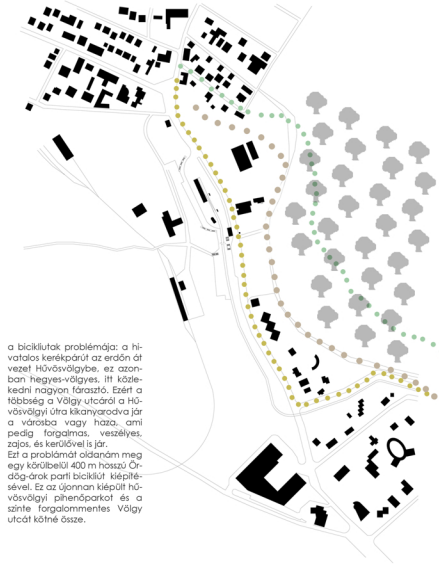 a bicikliutak problémája: a hi-
vatalos kerékpárút az erdőn át
vezet Hűvösvölgybe, ez azon-
ban hegyes-völgyes, itt közle-
kedni nagyon fárasztó. Ezért a
többség a Völgy utcáról a Hű-
vösvölgyi útra kikanyarodva jár
a városba vagy haza, ami
pedig forgalmas, veszélyes,
zajos, és kerülővel is jár.
Ezt a problémát oldanám meg
egy körülbelül 400 m hosszú Ör-
dög-árok parti bicikliút kiépíté-
sével. Ez az újonnan kiépült hű-
vösvölgyi pihenőparkot és a
szinte forgalommentes Völgy
utcát kötné össze.